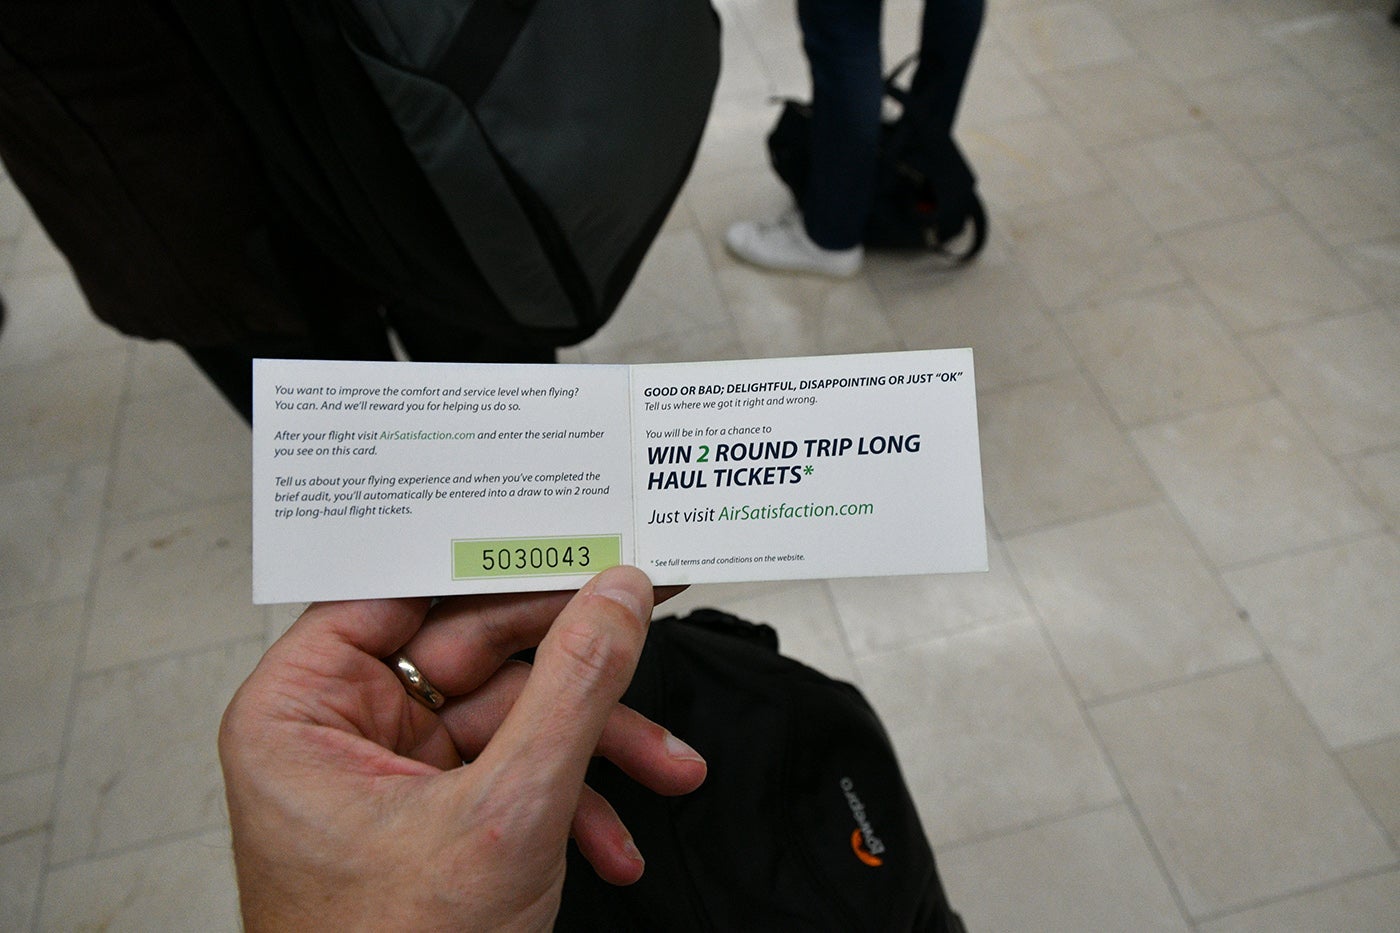 You want to improve the comfort and service level when flying?
You can. And we'll reward you for helping us do so.
After your flight visit AirSatisfaction.com and enter the serial number
you see on this card.
Tell us about your flying experience and when you've completed the
brief audit, you'll automatically be entered into a draw to win 2 round
trip long-haul flight tickets.
5030043
GOOD OR BAD; DELIGHTFUL, DISAPPOINTING OR JUST "OK"
Tell us where we got it right and wrong.
You will be in for a chance to
WIN 2 ROUND TRIP LONG
HAUL TICKETS*
Just visit AirSatisfaction.com
* See full terms and conditions on the website.
lowepro